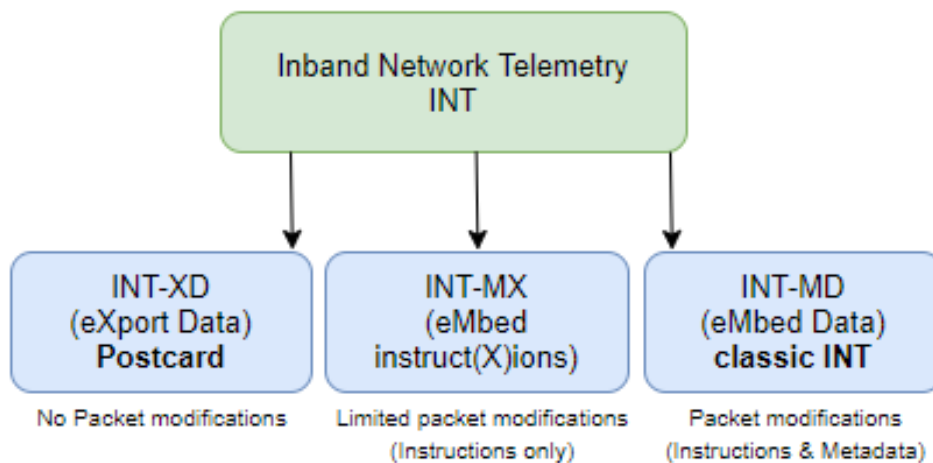 Inband Network Telemetry
INT
INT-XD
(eXport Data)
Postcard
No Packet modifications
INT-MX
(eMbed
instruct(X)ions)
Limited packet modifications
(Instructions only)
INT-MD
(eMbed Data)
classic INT
Packet modifications
(Instructions & Metadata)